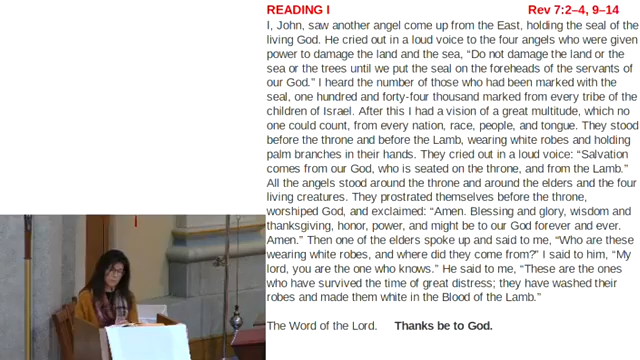 READING I Rev 7:2–4, 9–14
I, John, saw another angel come up from the East, holding the seal of the
living God. He cried out in a loud voice to the four angels who were given
power to damage the land and the sea, “Do not damage the land or the
sea or the trees until we put the seal on the foreheads of the servants of
our God.” I heard the number of those who had been marked with the
seal, one hundred and forty-four thousand marked from every tribe of the
children of Israel. After this I had a vision of a great multitude, which no
one could count, from every nation, race, people, and tongue. They stood
before the throne and before the Lamb, wearing white robes and holding
palm branches in their hands. They cried out in a loud voice: “Salvation
comes from our God, who is seated on the throne, and from the Lamb.”
All the angels stood around the throne and around the elders and the four
living creatures. They prostrated themselves before the throne,
worshiped God, and exclaimed: “Amen. Blessing and glory, wisdom and
thanksgiving, honor, power, and might be to our God forever and ever.
Amen.” Then one of the elders spoke up and said to me, “Who are these
wearing white robes, and where did they come from?” I said to him, “My
lord, you are the one who knows.” He said to me, “These are the ones
who have survived the time of great distress; they have washed their
robes and made them white in the Blood of the Lamb.”
The Word of the Lord. Thanks be to God.